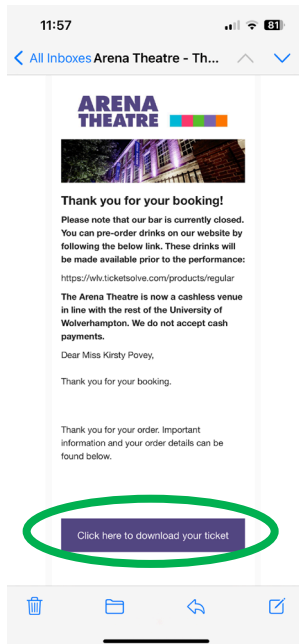 11:57
81
All Inboxes Arena Theatre - Th...
ARENA
THEATRE
Thank you for your booking!
Please note that our bar is currently closed.
You can pre-order drinks on our website by
following the below link. These drinks will
be made available prior to the performance:
https://wlv.ticketsolve.com/products/regular
The Arena Theatre is now a cashless venue
in line with the rest of the University of
Wolverhampton. We do not accept cash
payments.
Dear Miss Kirsty Povey,
Thank you for your booking.
Thank you for your order. Important
information and your order details can be
found below.
Click here to download your ticket